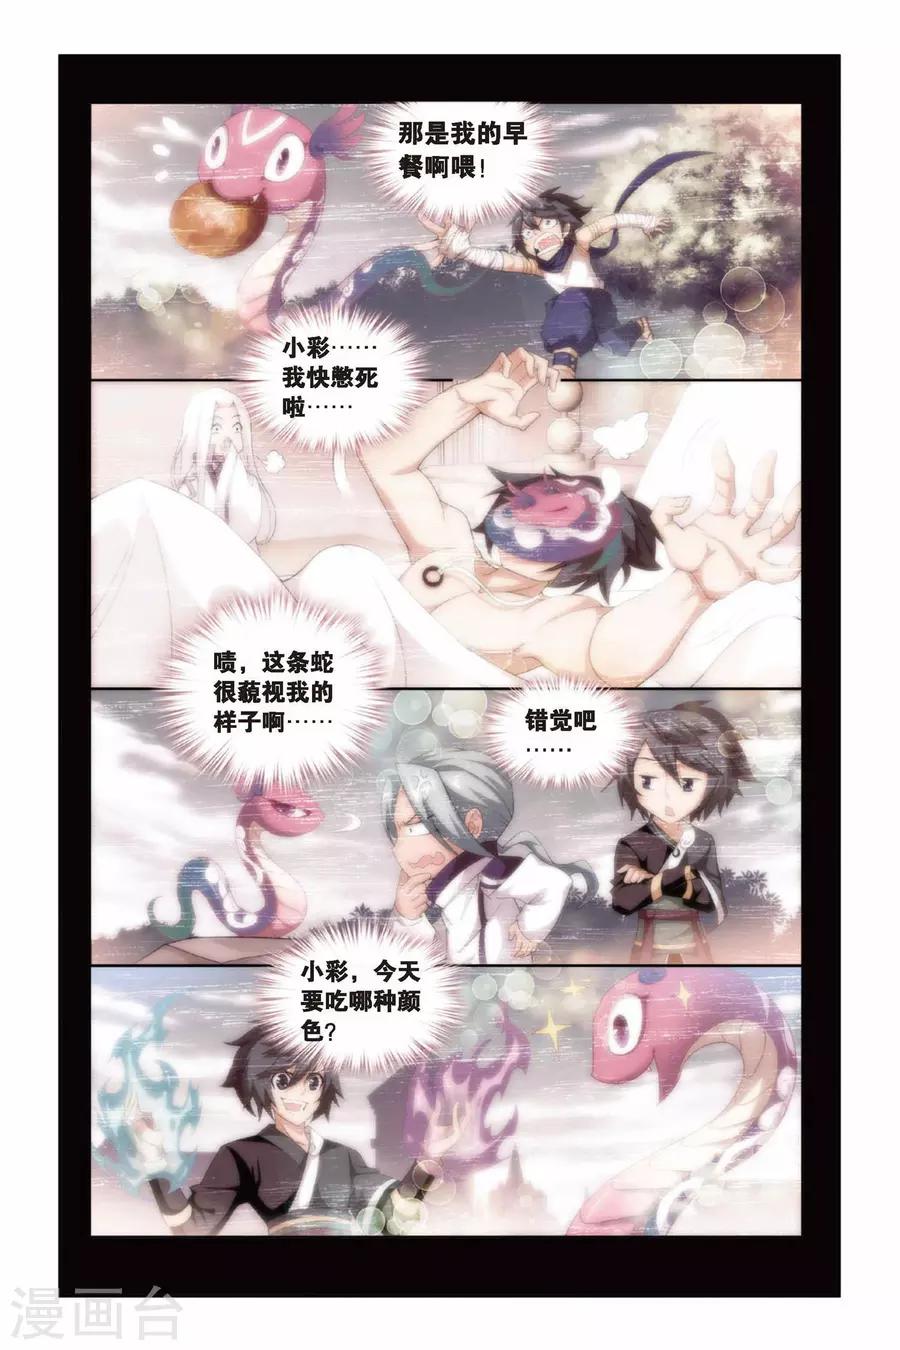 那是我的早
餐啊喂!
小彩……
我快憋死
啦……
啧，这条蛇
很藐视我的
样子啊……
错觉吧
……
小彩，今天
要吃哪种颜
色?
漫画台